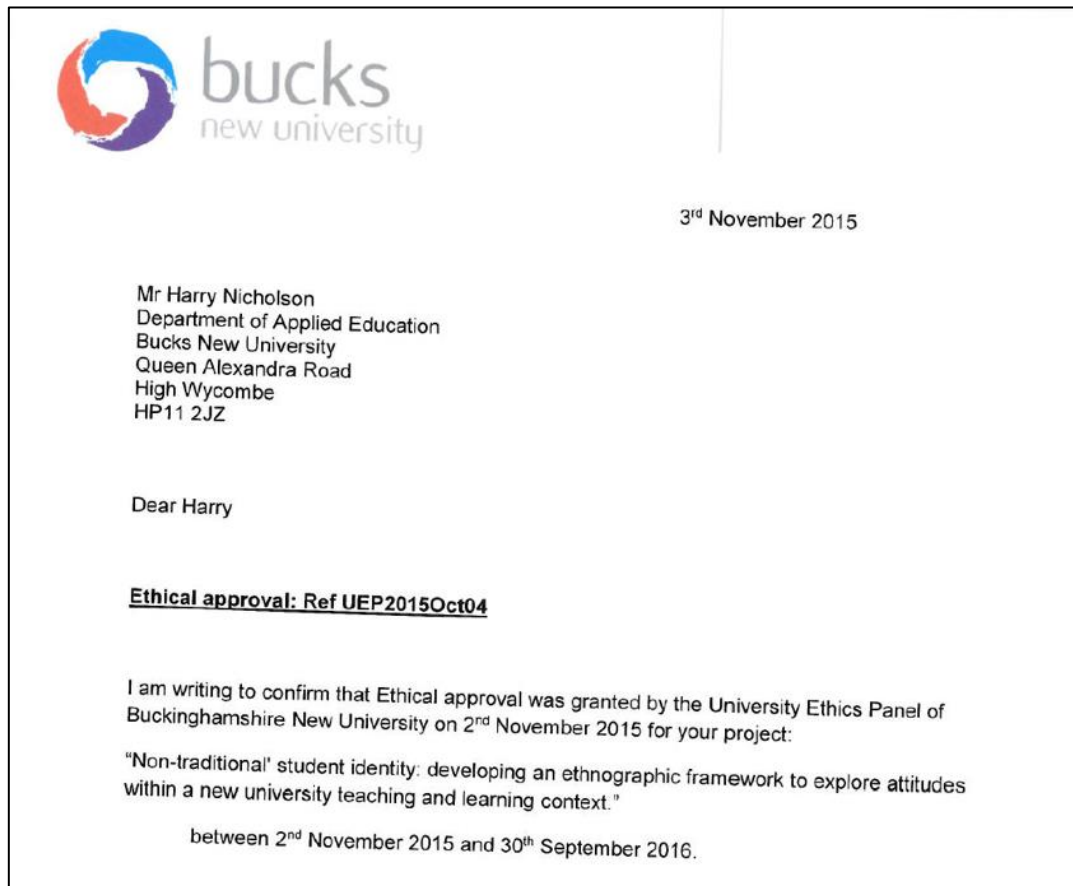 bucks
new university
3rd November 2015
Mr Harry Nicholson
Department of Applied Education
Bucks New University
Queen Alexandra Road
High Wycombe
HP11 2JZ
Dear Harry
Ethical approval: Ref UEP2015Oct04
I am writing to confirm that Ethical approval was granted by the University Ethics Panel of
Buckinghamshire New University on 2nd November 2015 for your project:
“Non-traditional' student identity: developing an ethnographic framework to explore attitudes
within a new university teaching and learning context.”
between 2nd November 2015 and 30th September 2016.